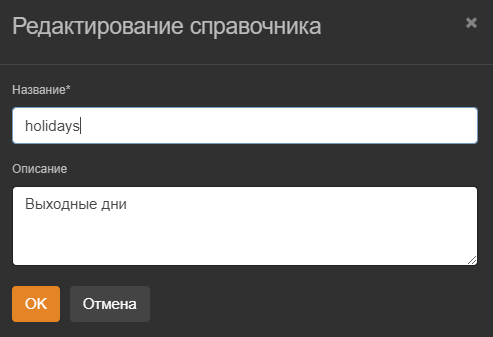 Редактирование справочника
Название*
holidays
Описание
Выходные дни
OK
Отмена